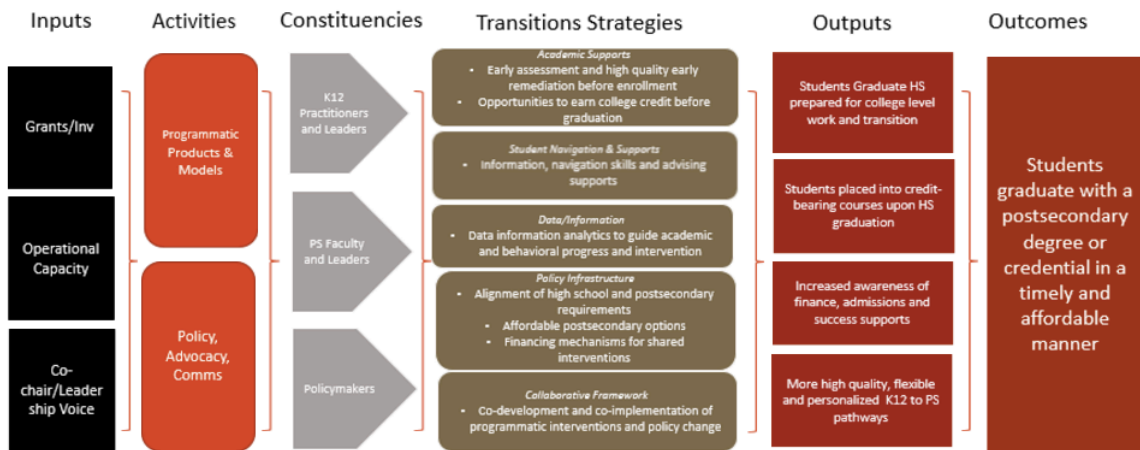 Inputs
Activities
Constituencies
Transitions Strategies
Outputs
Outcomes
Grants/Inv
Operational
Capacity
Co-
chair/Leader
ship Voice
Programmatic
Products &
Models
Policy,
Advocacy,
Comms
K12
Practitioners
and Leaders
PS Faculty
and Leaders
Policymakers
Academic Supports
• Early assessment and high quality early
remediation before enrollment
• Opportunities to earn college credit before
graduation
Student Navigation & Supports
• Information, navigation skills and advising
supports
Data/Information
• Data information analytics to guide academic
and behavioral progress and intervention
Policy Infrastructure
• Alignment of high school and postsecondary
requirements
• Affordable postsecondary options
• Financing mechanisms for shared
interventions
Collaborative Framework
• Co-development and co-implementation of
programmatic interventions and policy change
Students Graduate HS
prepared for college level
work and transition
Students placed into credit-
bearing courses upon HS
graduation
Increased awareness of
finance, admissions and
success supports
More high quality, flexible
and personalized K12 to PS
pathways
Students
graduate with a
postsecondary
degree or
credential in a
timely and
affordable
manner